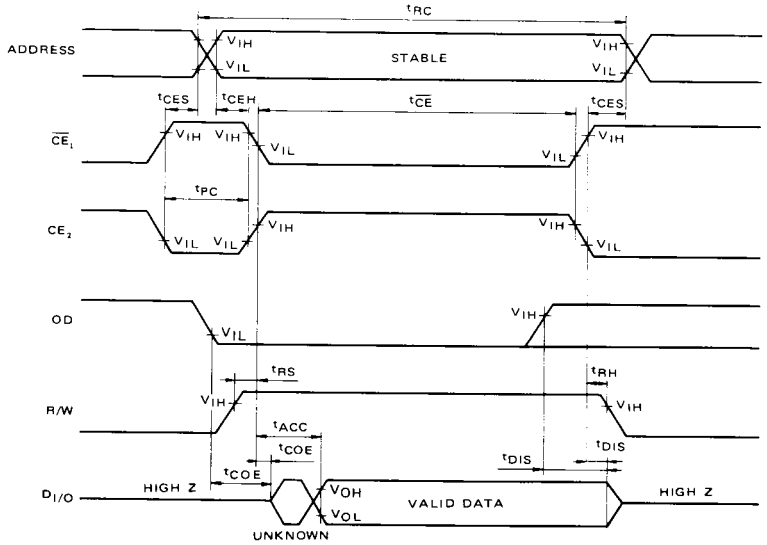 tRC
ADDRESS
VIH
VIL
STABLE
VIH
VIL
tCES
tCEH
tCE
tCES
CE1
VIH
VIH
VIL
VIL
VIH
tPC
CE2
VIL
VIL
VIH
VIH
VIL
OD
VIL
VIH
tRS
tRH
R/W
VIH
VIH
tACC
tCOE
tDIS
tCOE
tDIS
DI/O
HIGH Z
VOH
VOL
VALID DATA
HIGH Z
UNKNOWN